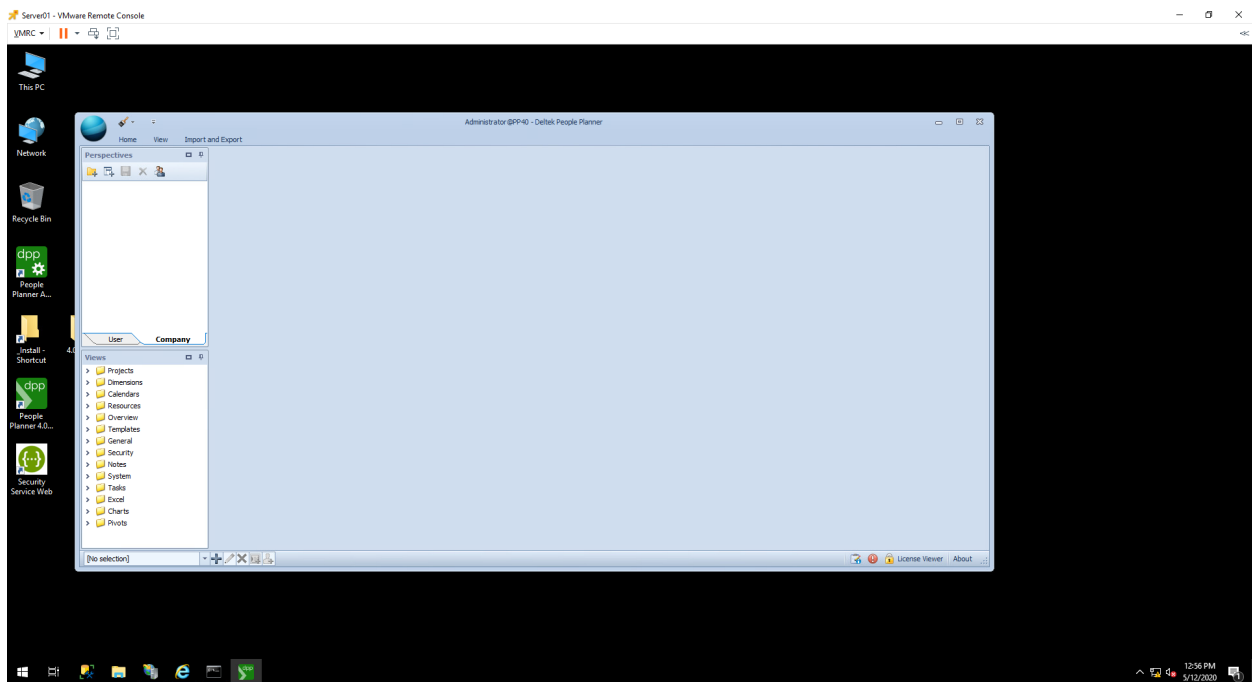 Server01 - VMware Remote Console
VMRC
This PC
Network
Recycle Bin
dpp
People
Planner A...
_Install -
Shortcut
4.0
dpp
People
Planner 4.0...
Security
Service Web
Administrator@PP40 - Deltek People Planner
Home View Import and Export
Perspectives
User Company
Views
Projects
Dimensions
Calendars
Resources
Overview
Templates
General
Security
Notes
System
Tasks
Excel
Charts
Pivots
[No selection]
License Viewer About
dpp
12:56 PM
5/12/2020
1